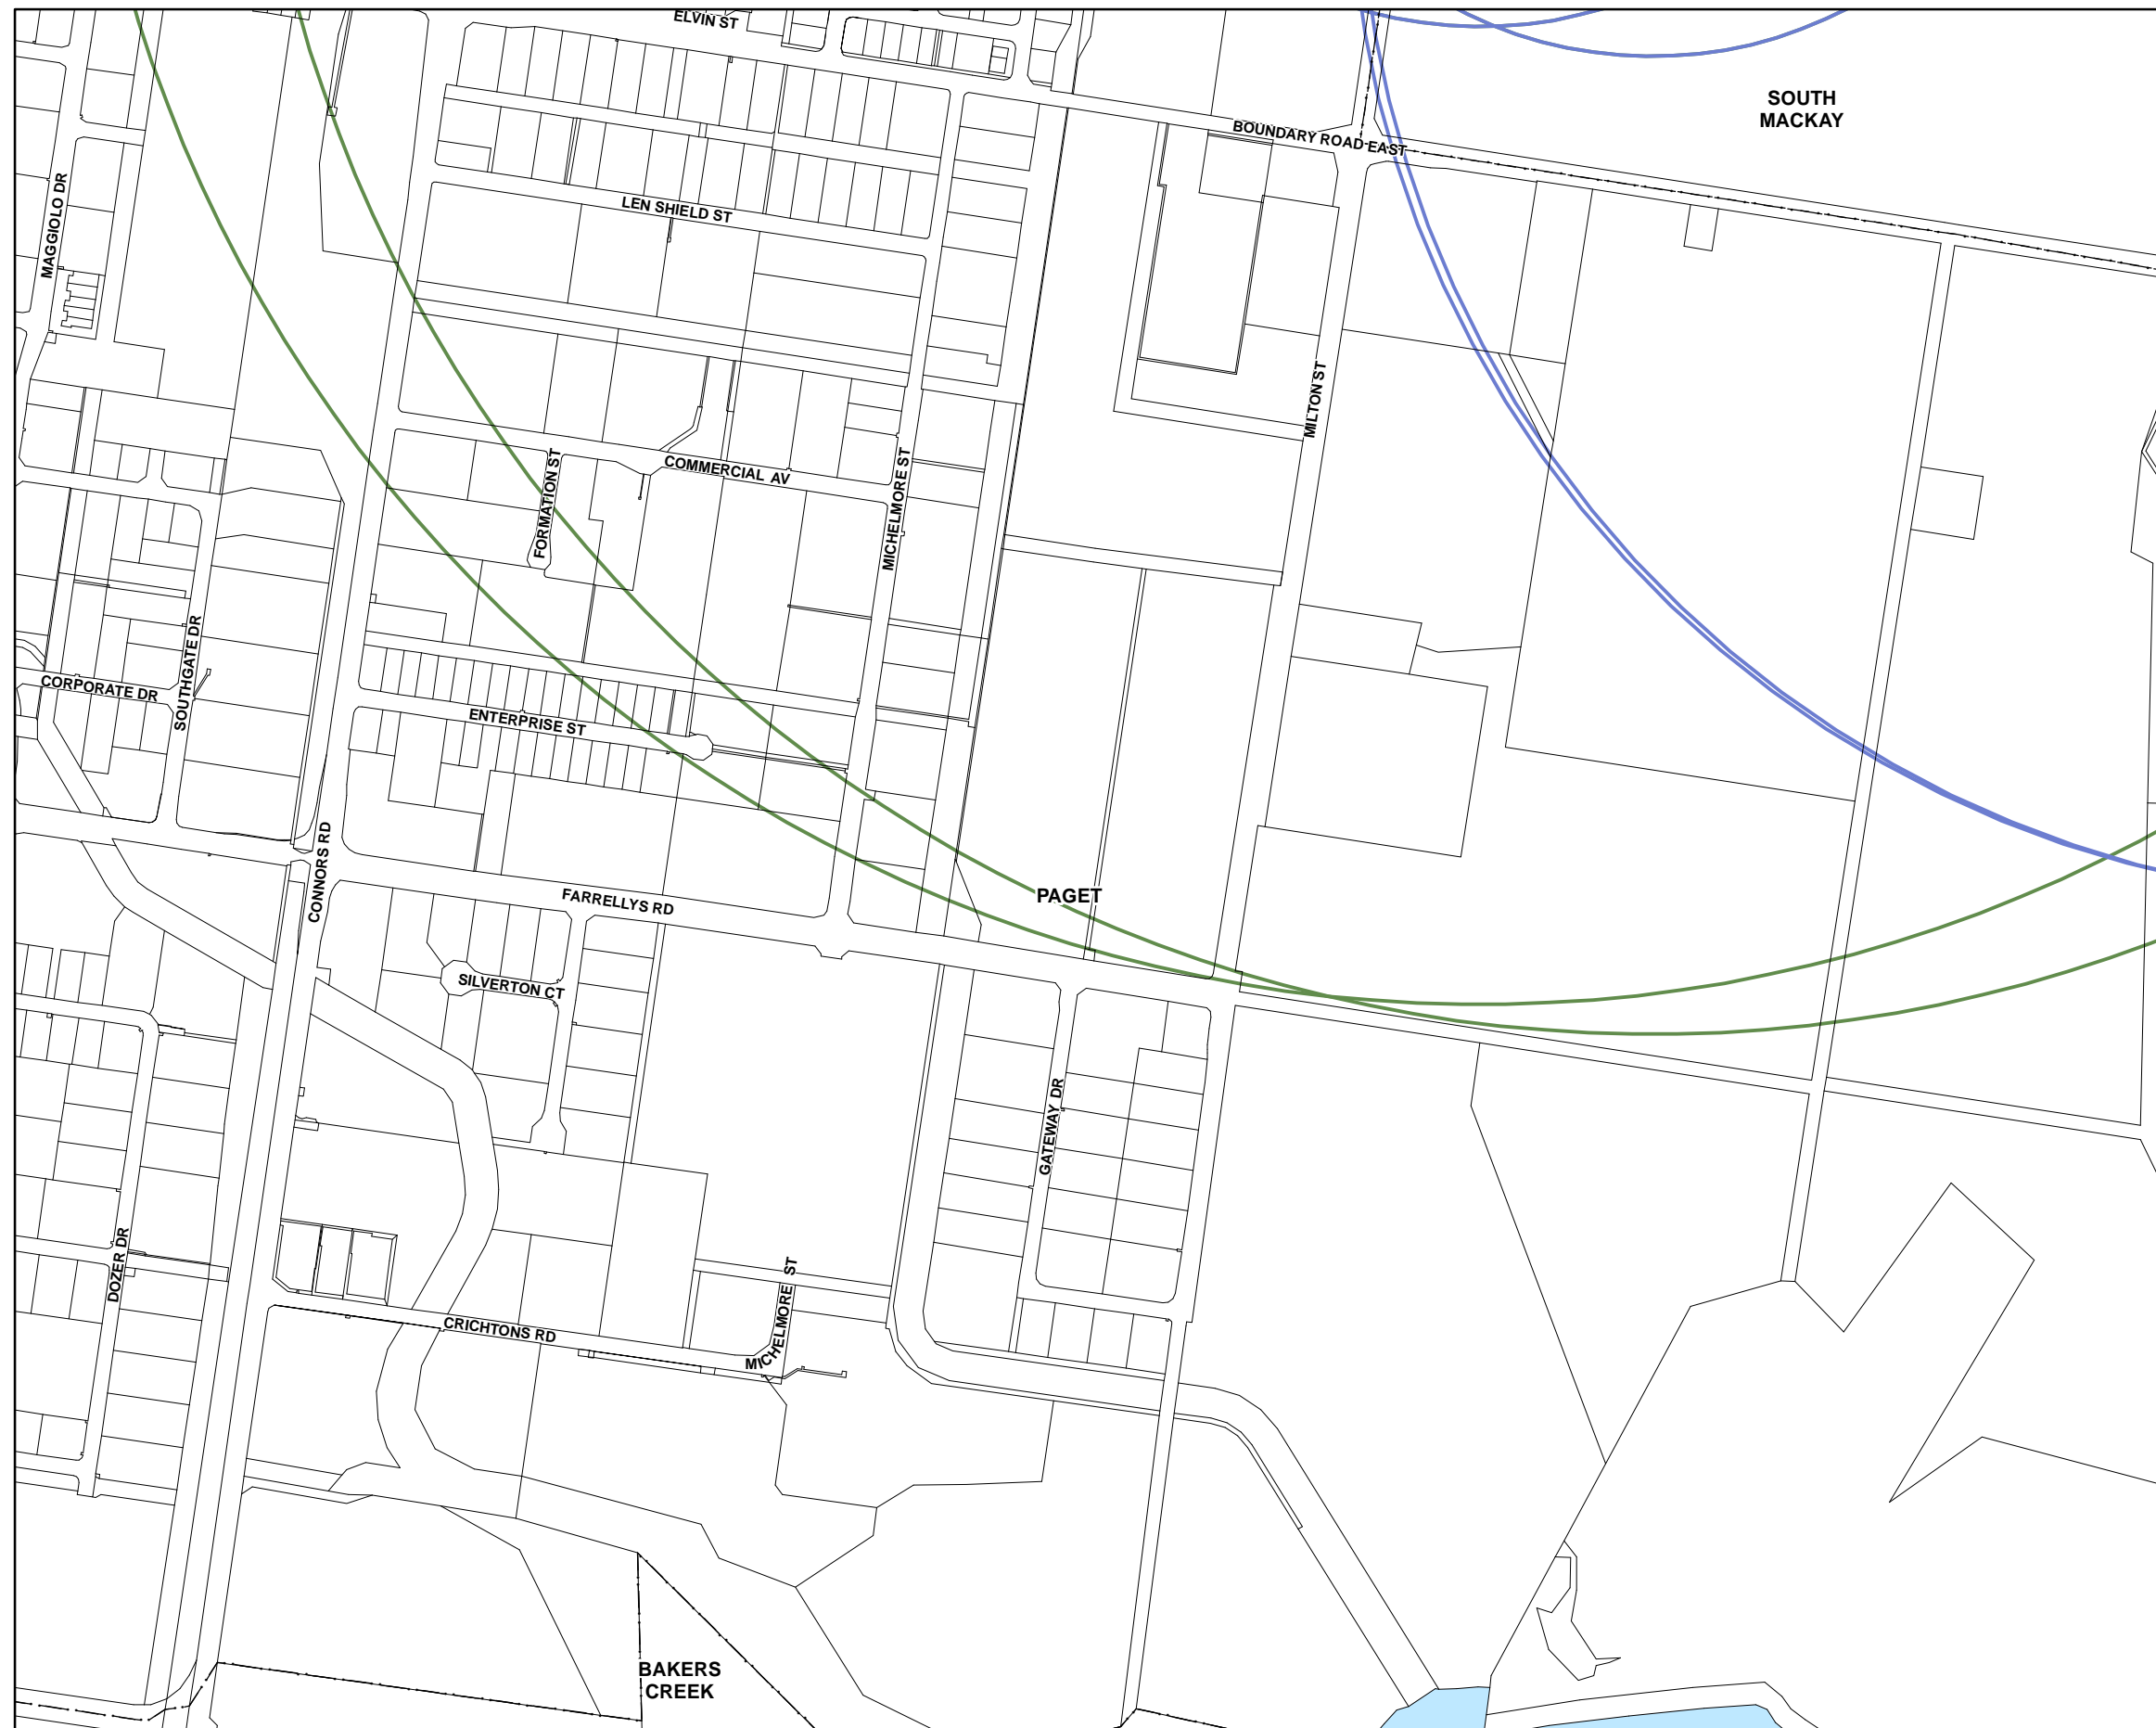 ELVIN ST
SOUTH
MACKAY
BOUNDARY ROAD EAST
MAGGIOLO DR
LEN SHIELD ST
MILTON ST
COMMERCIAL AV
FORMATION ST
MICHELMORE ST
SOUTHGATE DR
CORPORATE DR
ENTERPRISE ST
CONNORS RD
PAGET
FARRELLYS RD
SILVERTON CT
GATEWAY DR
DOZER DR
MICHELMORE ST
CRICHTONS RD
BAKERS
CREEK